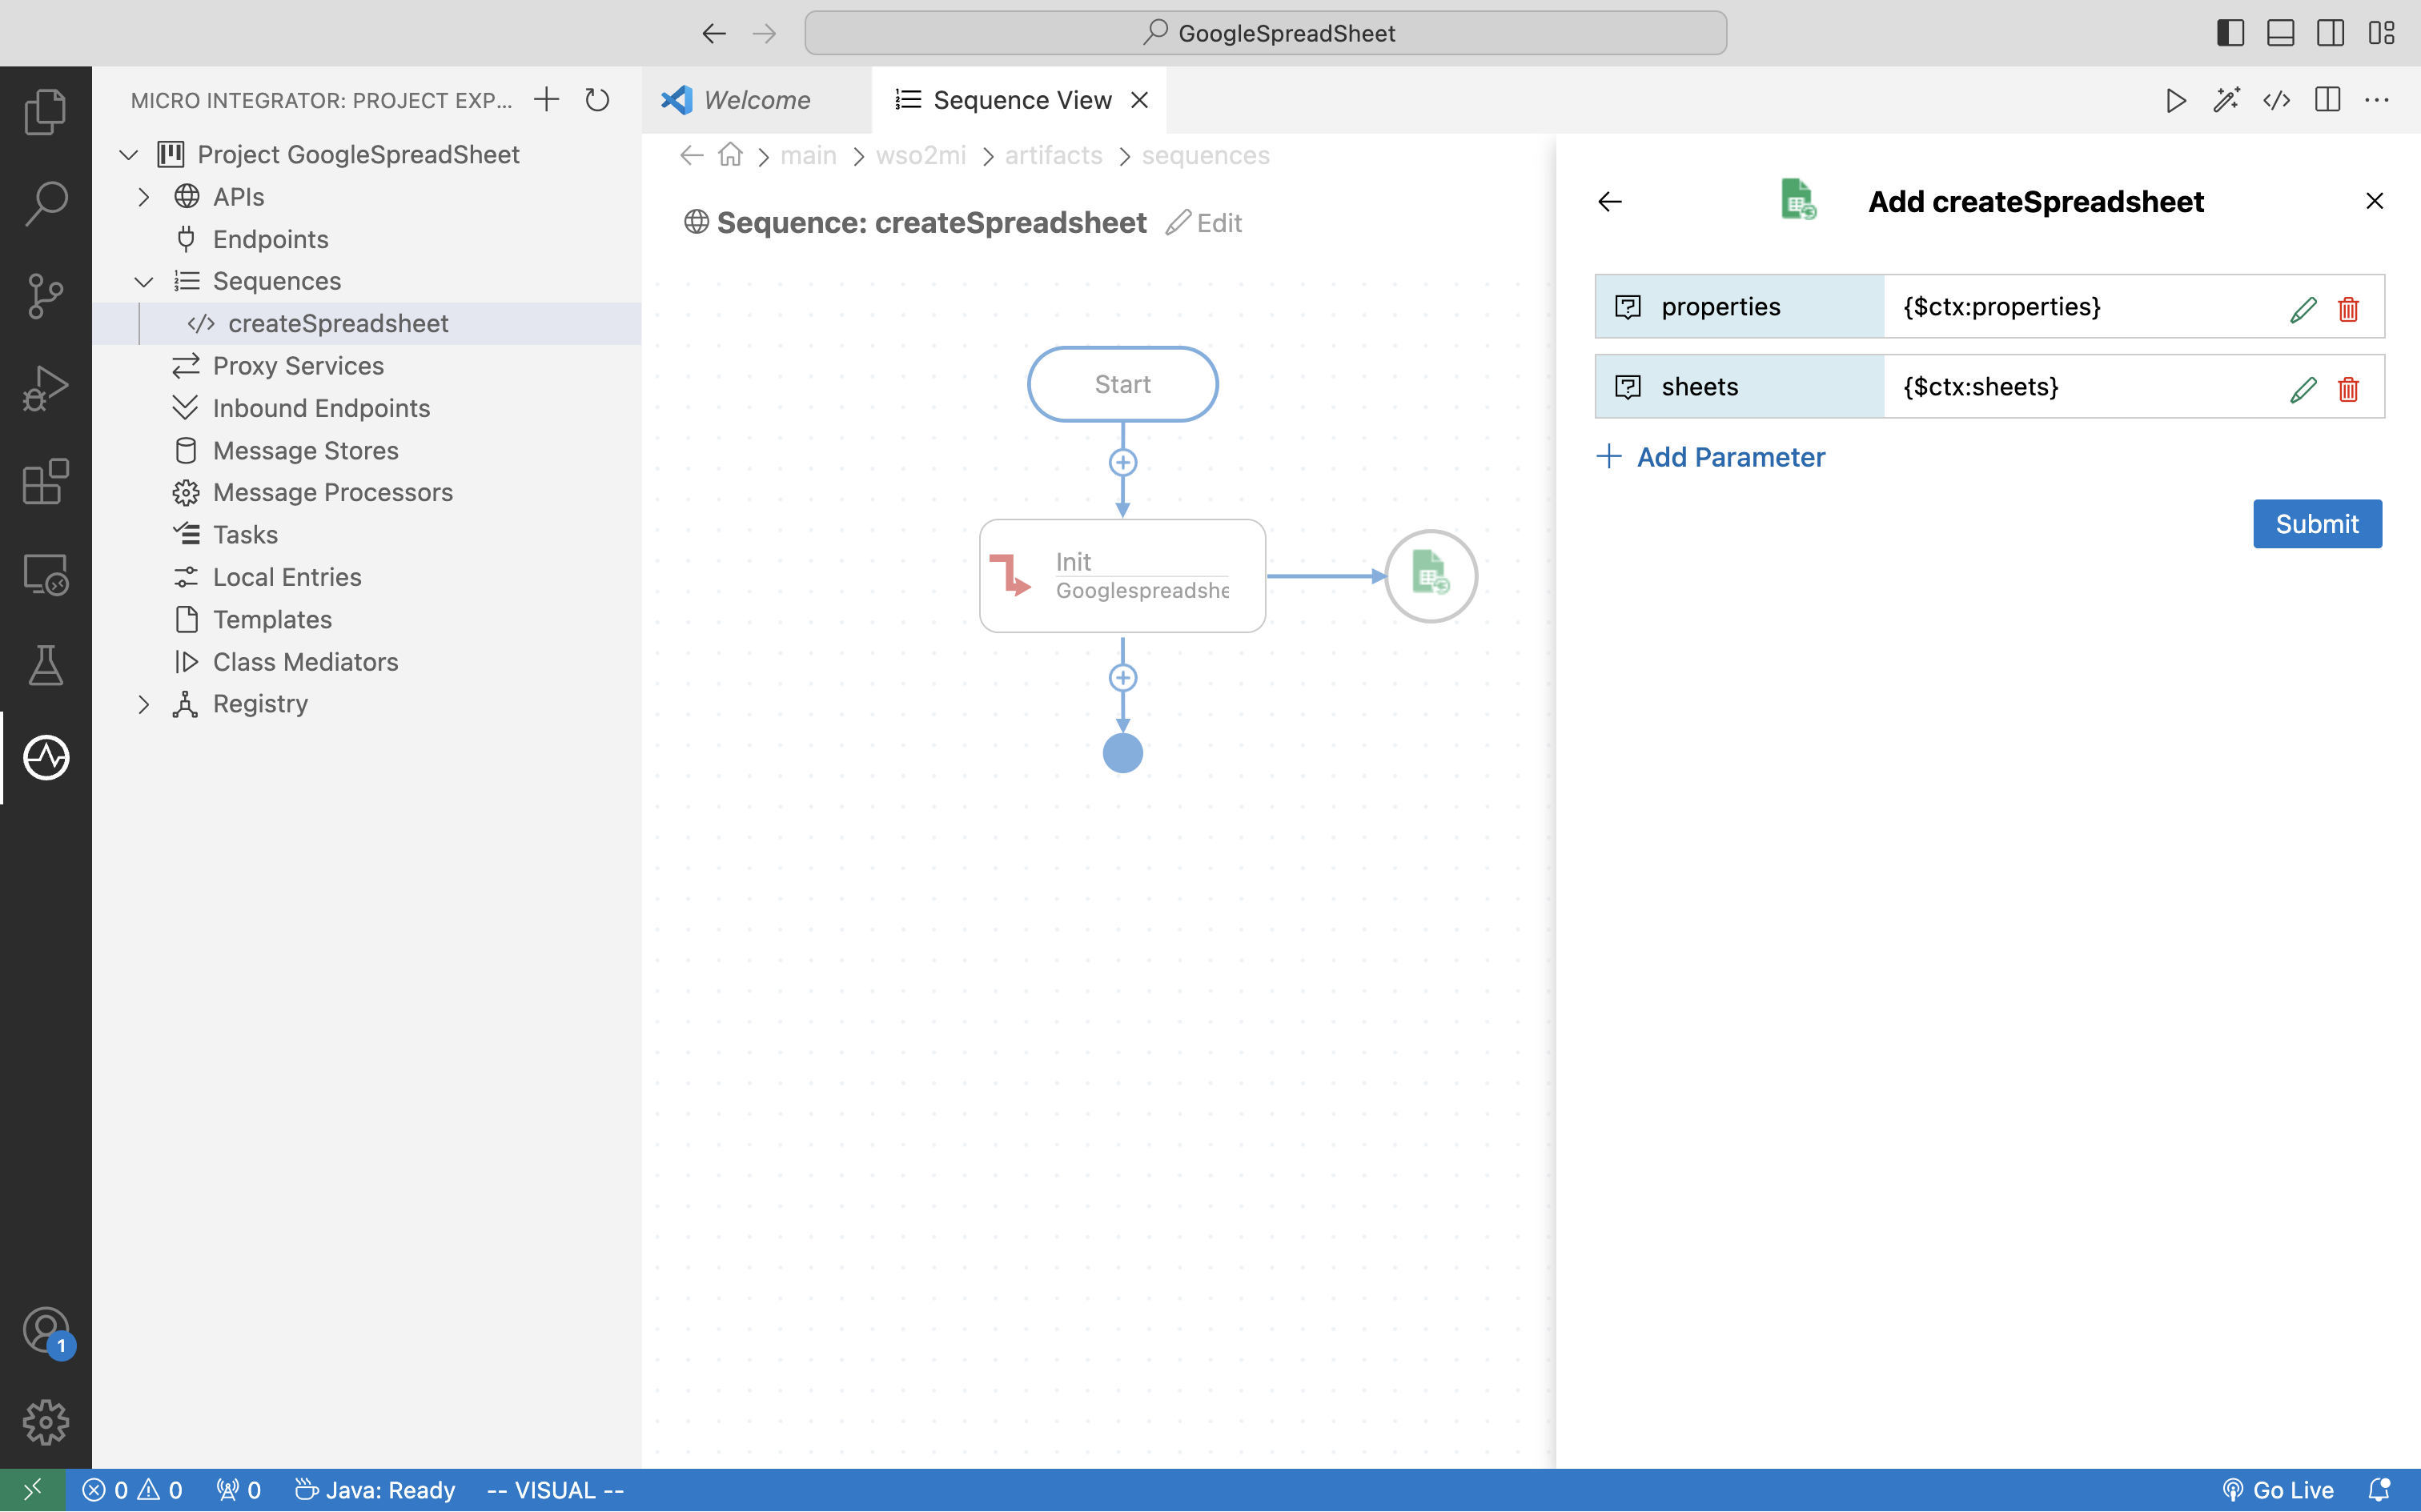 GoogleSpreadSheet
MICRO INTEGRATOR: PROJECT EXP...
Project GoogleSpreadSheet
APIs
Endpoints
Sequences
createSpreadsheet
Proxy Services
Inbound Endpoints
Message Stores
Message Processors
Tasks
Local Entries
Templates
Class Mediators
Registry
Welcome
Sequence View
main > wso2mi > artifacts > sequences
Sequence: createSpreadsheet Edit
Start
Init
Googlespreadshe
Add createSpreadsheet
properties {$ctx:properties}
sheets {$ctx:sheets}
Add Parameter
Submit
1
0 0 0 Java: Ready -- VISUAL -- Go Live